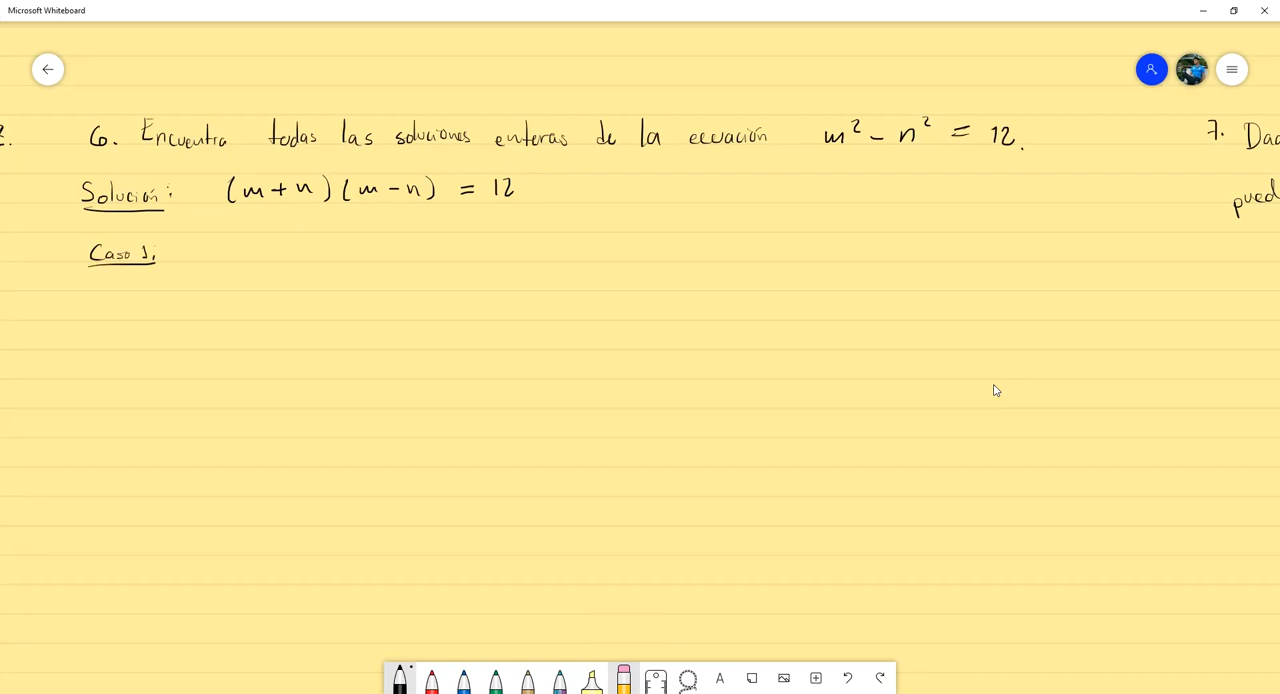 Microsoft Whiteboard
2. 6. Encuentra todas las soluciones enteras de la ecuación m² - n² = 12. 7. Dad
Solución: (m + n)(m - n) = 12
pued
Caso 1:
A